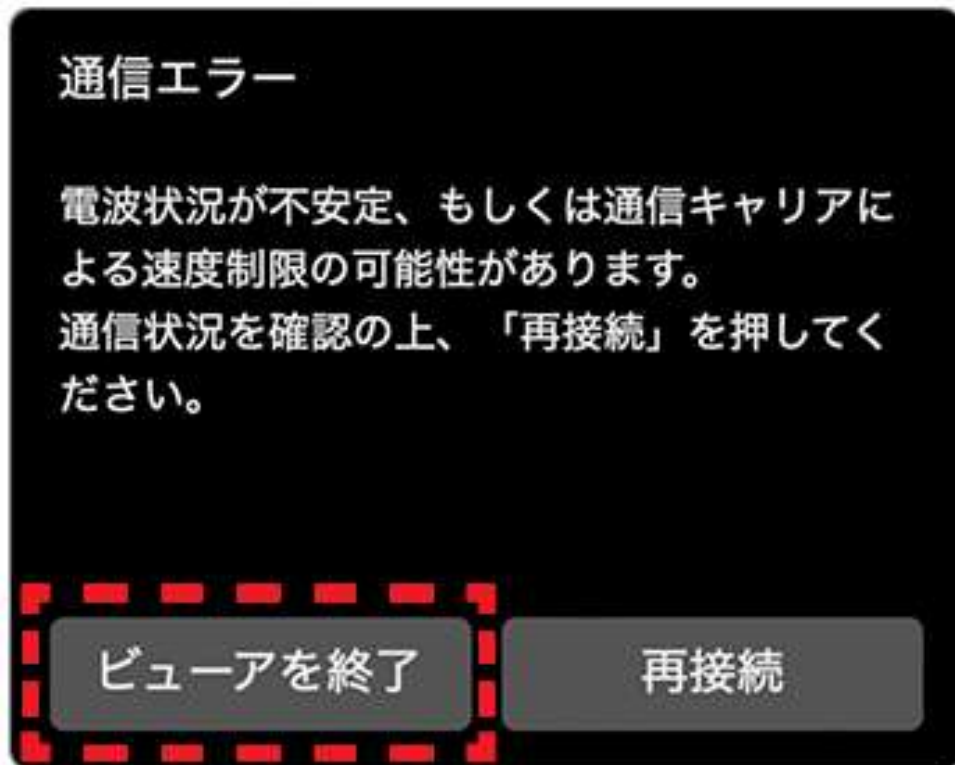 通信エラー
電波状況が不安定、もしくは通信キャリアに
よる速度制限の可能性があります。
通信状況を確認の上、「再接続」を押してく
ださい。
ビューアを終了
再接続